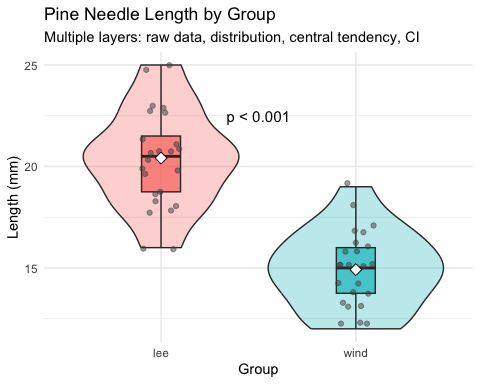 Pine Needle Length by Group
Multiple layers: raw data, distribution, central tendency, CI
25
p < 0.001
20
15
Length (mm)
lee wind
Group